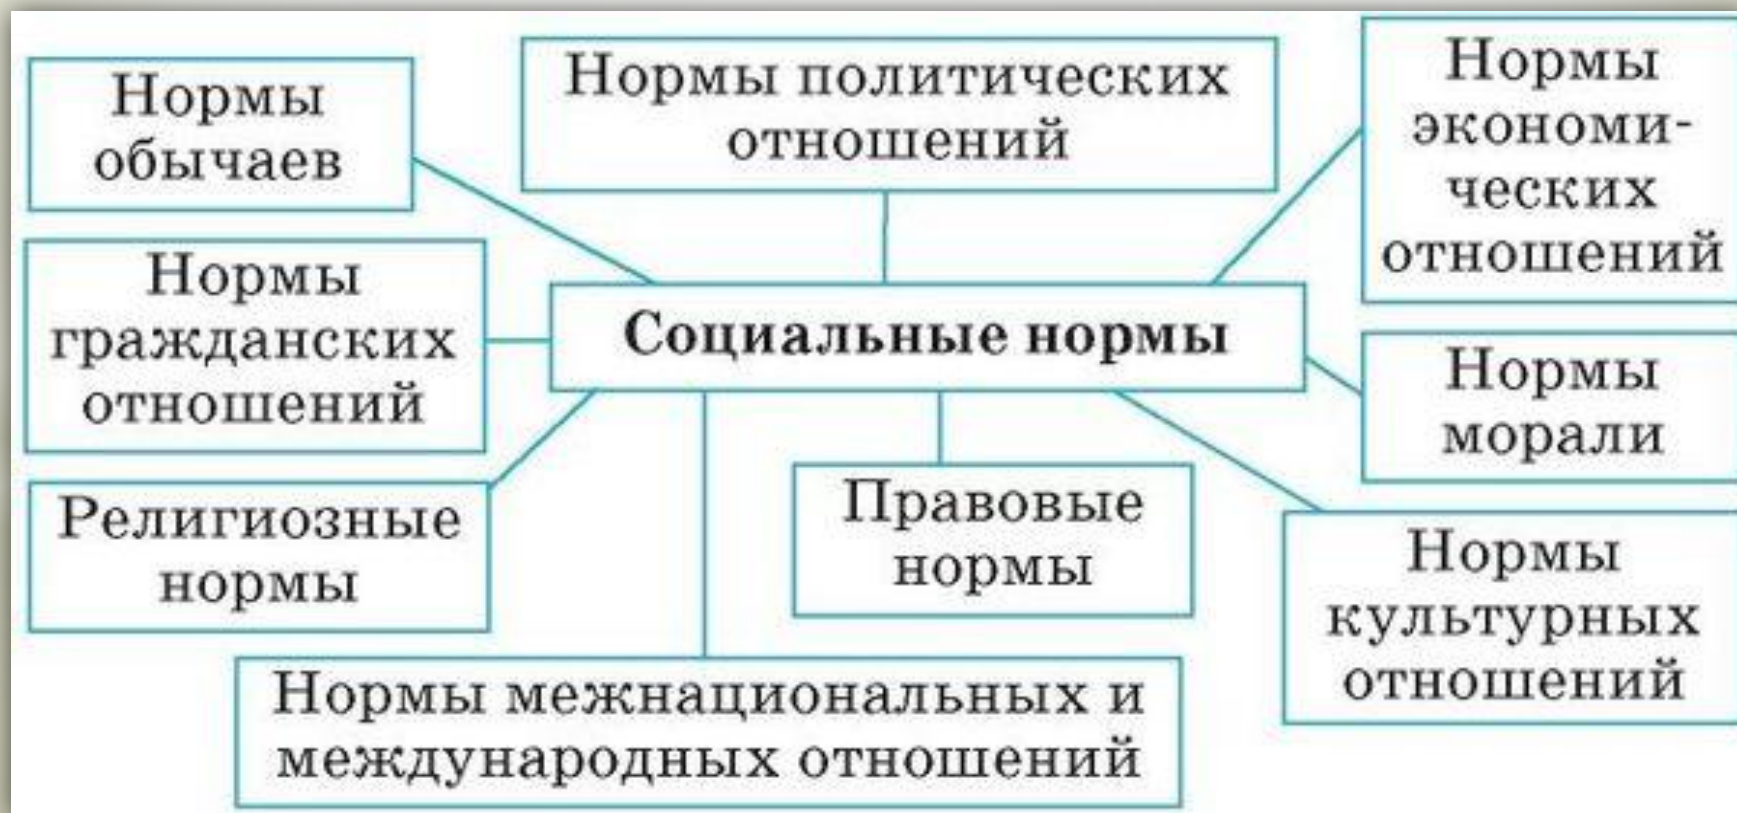 Нормы
обычаев
Нормы политических
отношений
Нормы
экономи-
ческих
отношений
Нормы
гражданских
отношений
Социальные нормы
Нормы
морали
Религиозные
нормы
Правовые
нормы
Нормы
культурных
отношений
Нормы межнациональных и
международных отношений